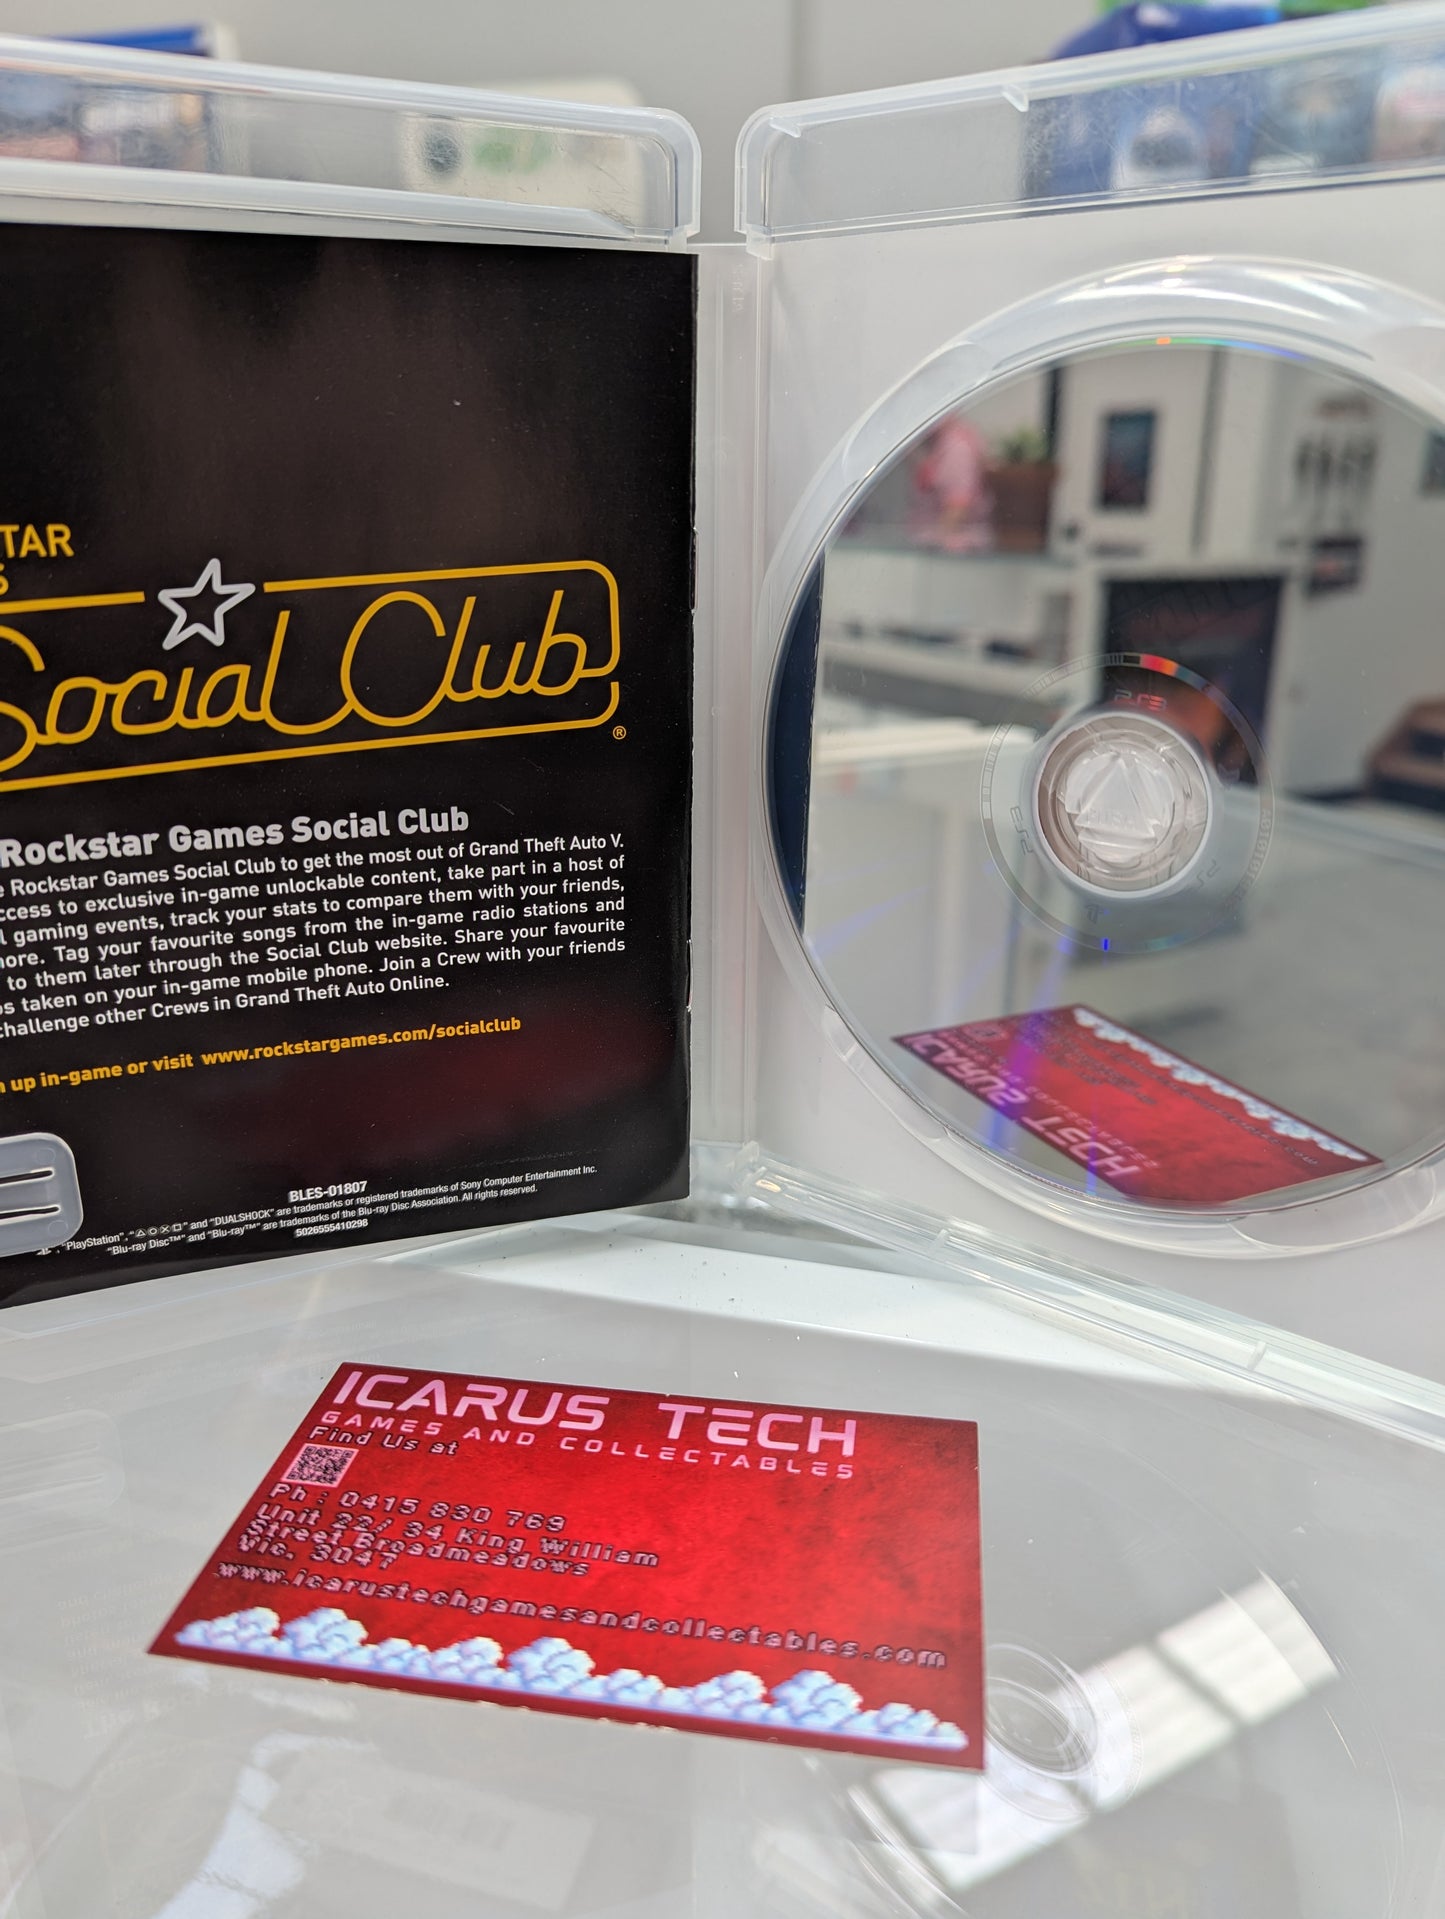 TAR
S
Social Club
®
Rockstar Games Social Club
e Rockstar Games Social Club to get the most out of Grand Theft Auto V.
ccess to exclusive in-game unlockable content, take part in a host of
l gaming events, track your stats to compare them with your friends,
ore. Tag your favourite songs from the in-game radio stations and
to them later through the Social Club website. Share your favourite
os taken on your in-game mobile phone. Join a Crew with your friends
challenge other Crews in Grand Theft Auto Online.
n up in-game or visit www.rockstargames.com/socialclub
BLES-01807
"PlayStation", "△○×□" and "DUALSHOCK" are trademarks or registered trademarks of Sony Computer Entertainment Inc.
"Blu-ray Disc™" and "Blu-ray™" are trademarks of the Blu-ray Disc Association. All rights reserved.
5026555410298
PS3
PS3
PUSH
ICARUS TECH
GAMES AND COLLECTABLES
Find Us at
Ph : 0415 830 769
Unit 22/ 34 King William
Street Broadmeadows
Vic. 3047
www.icarustechgamesandcollectables.com